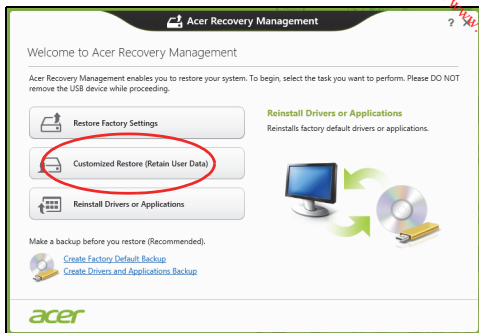 Acer Recovery Management
?
www.
Welcome to Acer Recovery Management
Acer Recovery Management enables you to restore your system. To begin, select the task you want to perform. Please DO NOT
remove the USB device while proceeding.
Restore Factory Settings
Customized Restore (Retain User Data)
Reinstall Drivers or Applications
Reinstall Drivers or Applications
Reinstalls factory default drivers or applications.
Make a backup before you restore (Recommended).
Create Factory Default Backup
Create Drivers and Applications Backup
acer